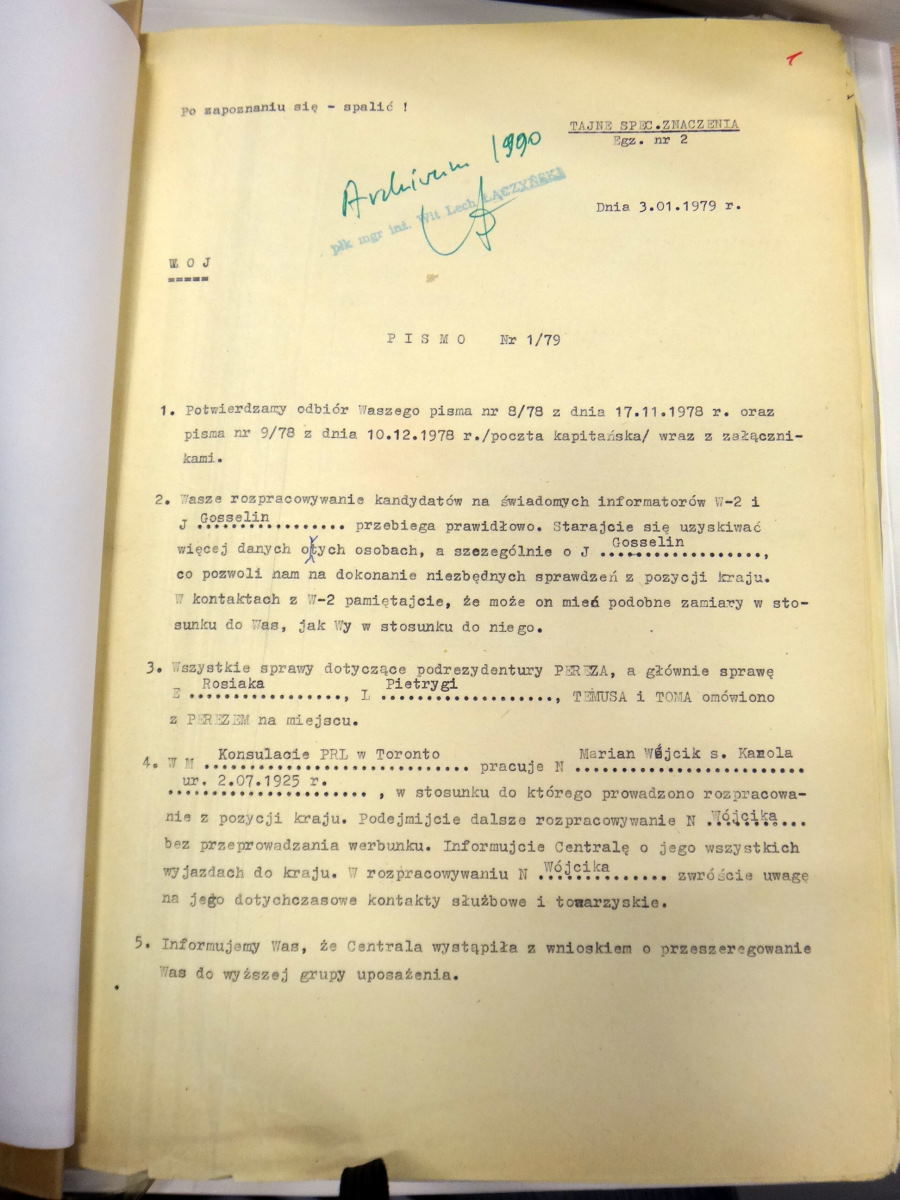 1
Po zapoznaniu się - spalić !
TAJNE SPEC.ZNACZENIA
Egz. nr 2
Archiwum 1990
płk mgr inż. Wit Lech ŁĄCZYŃSKI
Dnia 3.01.1979 r.
W O J
=====
P I S M O Nr 1/79
1. Potwierdzamy odbiór Waszego pisma nr 8/78 z dnia 17.11.1978 r. oraz
pisma nr 9/78 z dnia 10.12.1978 r./poczta kapitańska/ wraz z załączni-
kami.
2. Wasze rozpracowywanie kandydatów na świadomych informatorów W-2 i
J Gosselin przebiega prawidłowo. Starajcie się uzyskiwać
więcej danych o tych osobach, a szczególnie o J Gosselin,
co pozwoli nam na dokonanie niezbędnych sprawdzeń z pozycji kraju.
W kontaktach z W-2 pamiętajcie, że może on mieć podobne zamiary w sto-
sunku do Was, jak Wy w stosunku do niego.
3. Wszystkie sprawy dotyczące podrezydentury PEREZA, a głównie sprawę
E Rosiaka, L Pietrygi, TEMUSA i TOMA omówiono
z PEREZEM na miejscu.
4. W M Konsulacie PRL w Toronto pracuje N Marian Wójcik s. Karola
ur. 2.07.1925 r., w stosunku do którego prowadzono rozpracowa-
nie z pozycji kraju. Podejmijcie dalsze rozpracowywanie N Wójcika...
bez przeprowadzania werbunku. Informujcie Centralę o jego wszystkich
wyjazdach do kraju. W rozpracowywaniu N Wójcika zwróście uwagę
na jego dotychczasowe kontakty służbowe i towarzyskie.
5. Informujemy Was, że Centrala wystąpiła z wnioskiem o przeszeregowanie
Was do wyższej grupy uposażenia.